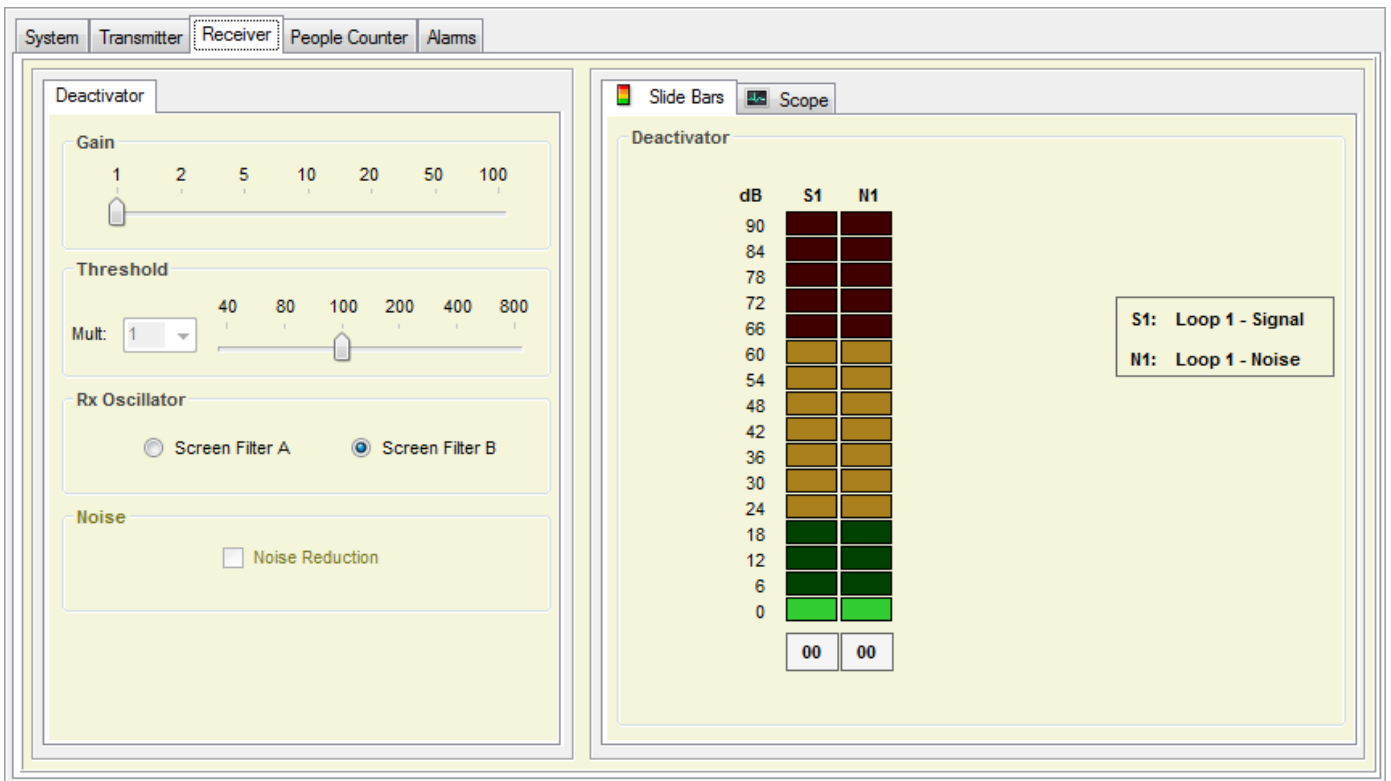 System Transmitter Receiver People Counter Alarms
Deactivator
Gain
1 2 5 10 20 50 100
Threshold
40 80 100 200 400 800
Mult: 1
Rx Oscillator
Screen Filter A Screen Filter B
Noise
Noise Reduction
Slide Bars Scope
Deactivator
dB S1 N1
90
84
78
72
66
60
54
48
42
36
30
24
18
12
6
0
00 00
S1: Loop 1 - Signal
N1: Loop 1 - Noise